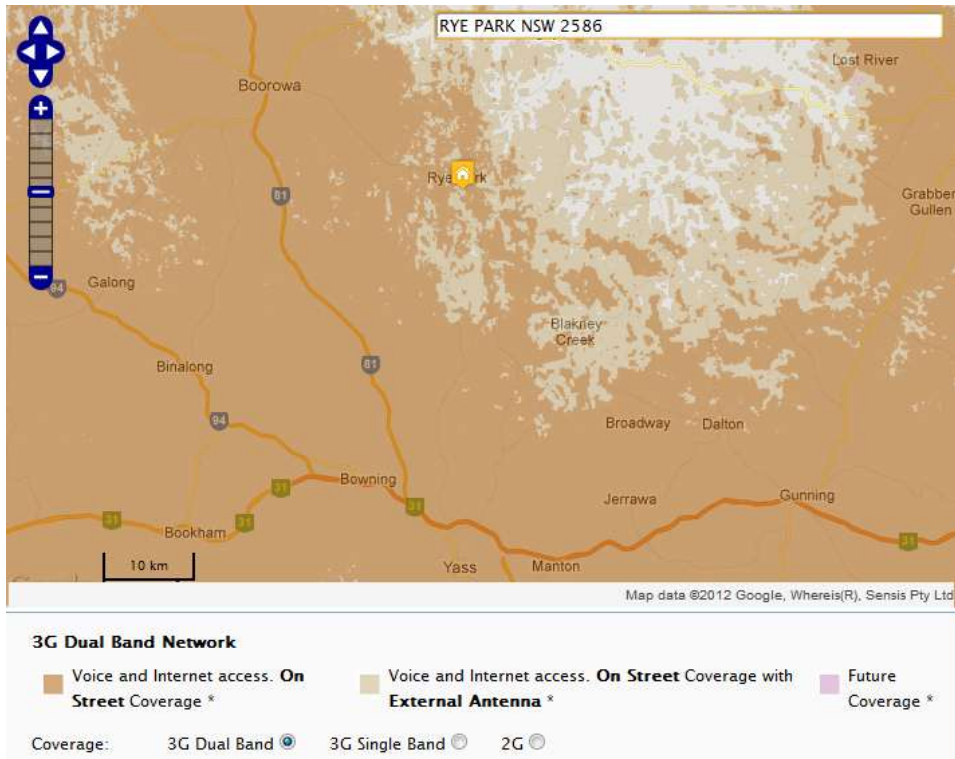 RYE PARK NSW 2586
Lost River
Boorowa
Rye Park
81
Grabben
Gullen
94
Galong
Blakney
Creek
Binalong
81
94
Broadway Dalton
Bowning
31
31
Jerrawa
Gunning
31
31
Bookham
31
10 km
Yass
Manton
Map data ©2012 Google, Whereis(R), Sensis Pty Ltd
3G Dual Band Network
Voice and Internet access. On Street Coverage *
Voice and Internet access. On Street Coverage with External Antenna *
Future Coverage *
Coverage: 3G Dual Band 3G Single Band 2G